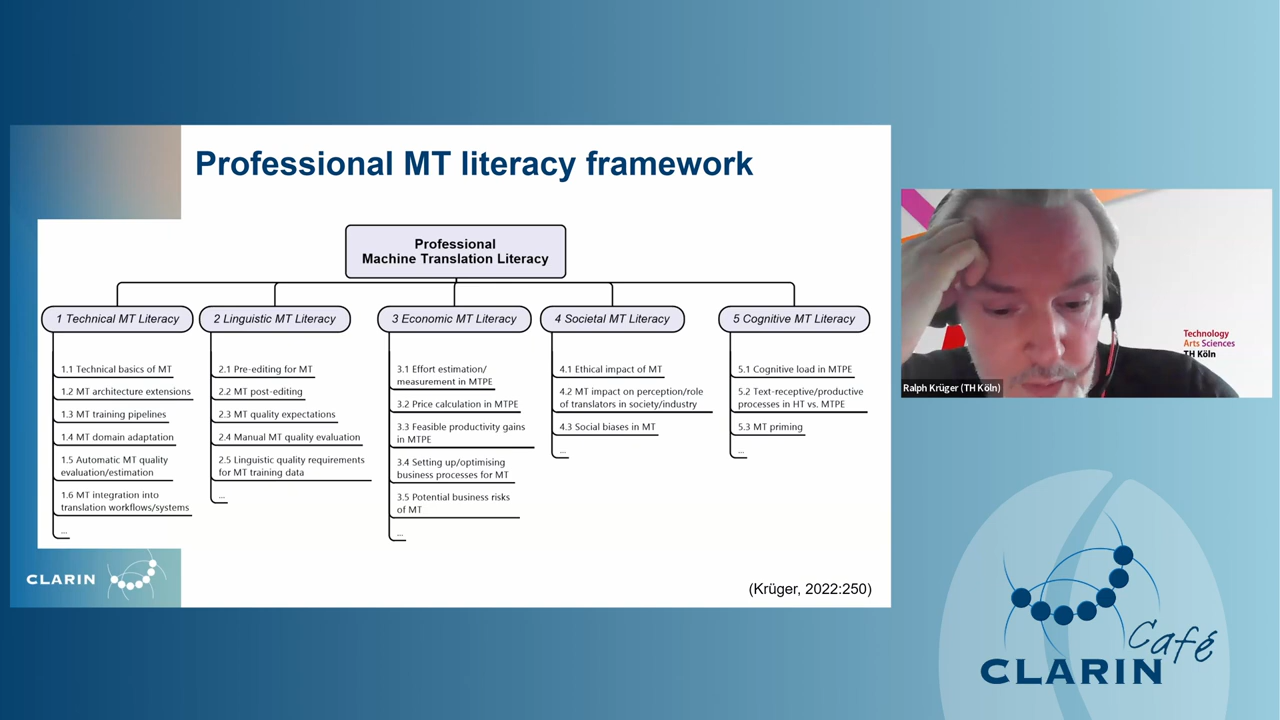 Professional MT literacy framework
Professional
Machine Translation Literacy
1 Technical MT Literacy
1.1 Technical basics of MT
1.2 MT architecture extensions
1.3 MT training pipelines
1.4 MT domain adaptation
1.5 Automatic MT quality
evaluation/estimation
1.6 MT integration into
translation workflows/systems
...
2 Linguistic MT Literacy
2.1 Pre-editing for MT
2.2 MT post-editing
2.3 MT quality expectations
2.4 Manual MT quality evaluation
2.5 Linguistic quality requirements
for MT training data
...
3 Economic MT Literacy
3.1 Effort estimation/
measurement in MTPE
3.2 Price calculation in MTPE
3.3 Feasible productivity gains
in MTPE
3.4 Setting up/optimising
business processes for MT
3.5 Potential business risks
of MT
...
4 Societal MT Literacy
4.1 Ethical impact of MT
4.2 MT impact on perception/role
of translators in society/industry
4.3 Social biases in MT
...
5 Cognitive MT Literacy
5.1 Cognitive load in MTPE
5.2 Text-receptive/productive
processes in HT vs. MTPE
5.3 MT priming
...
CLARIN
(Krüger, 2022:250)
Technology
Arts Sciences
TH Köln
Ralph Krüger (TH Köln)
Café
CLARIN